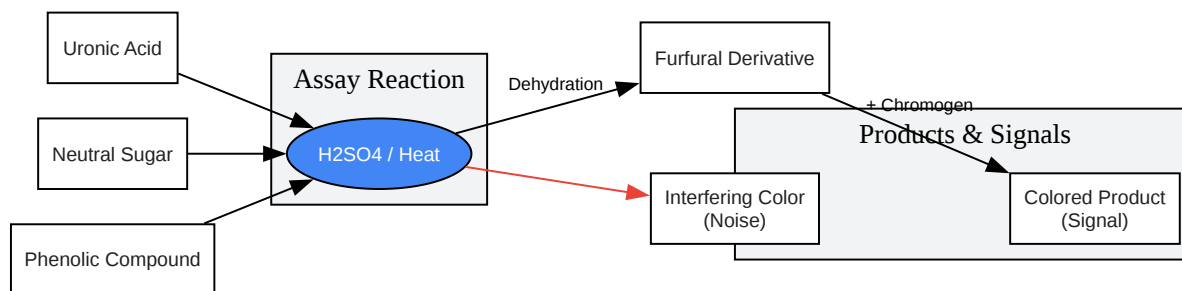 Uronic Acid
Neutral Sugar
Phenolic Compound
Assay Reaction
H2SO4 / Heat
Dehydration
Furfural Derivative
+ Chromogen
Products & Signals
Interfering Color
(Noise)
Colored Product
(Signal)